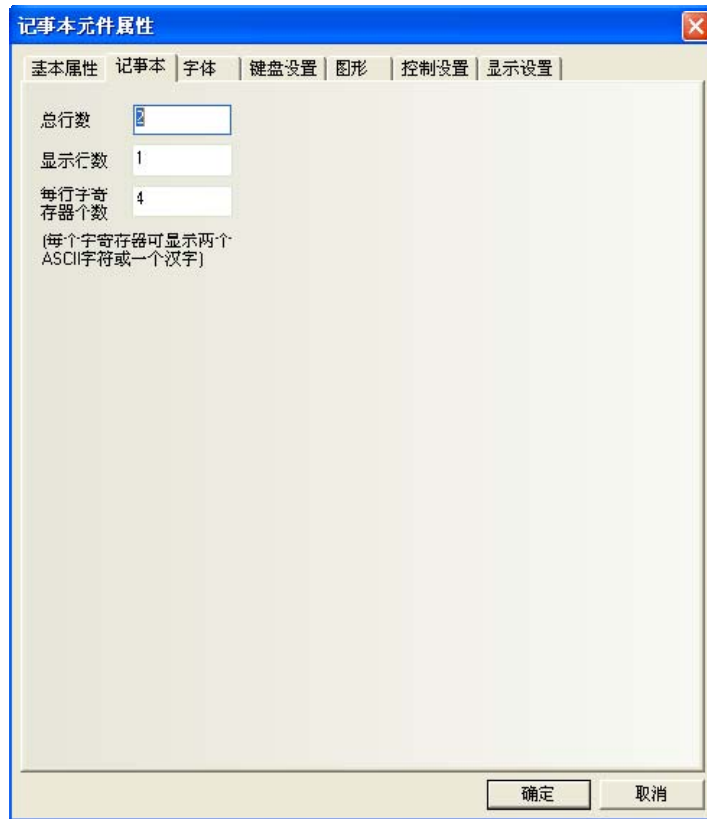 记事本元件属性
基本属性 记事本 字体 键盘设置 图形 控制设置 显示设置
总行数 2
显示行数 1
每行字寄
存器个数 4
(每个字寄存器可显示两个
ASCII字符或一个汉字)
确定 取消